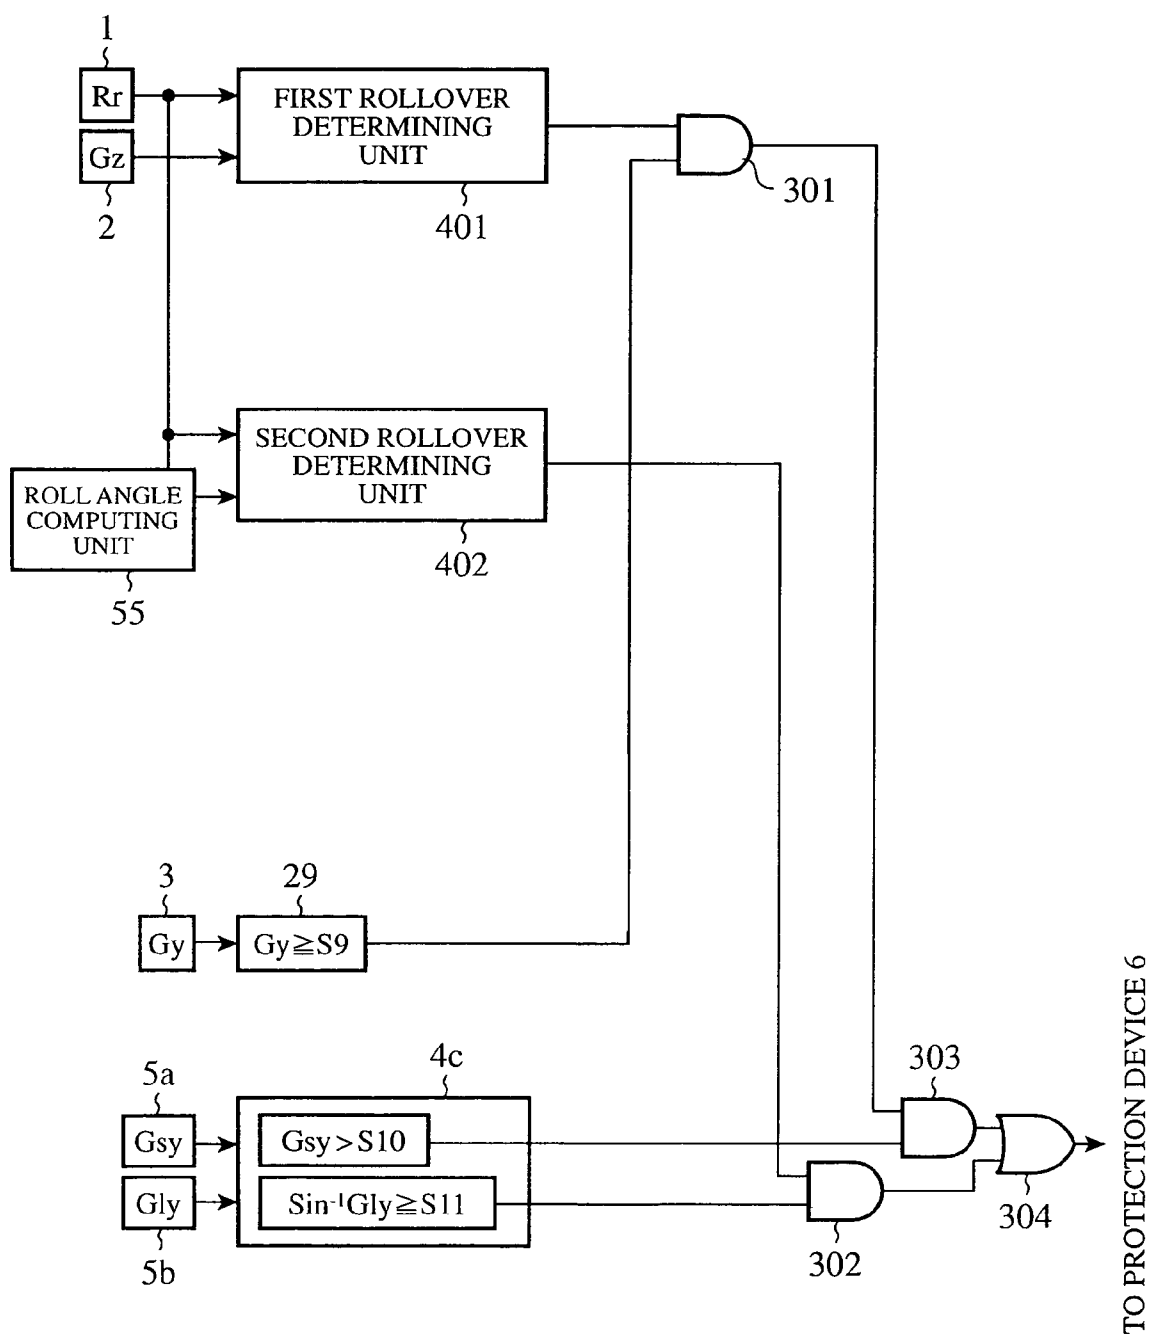 1
Rr
Gz
2
FIRST ROLLOVER
DETERMINING
UNIT
401
301
SECOND ROLLOVER
DETERMINING
UNIT
402
ROLL ANGLE
COMPUTING
UNIT
55
3
Gy
29
Gy≧S9
4c
5a
Gsy
Gsy>S10
Gly
Sin⁻¹Gly≧S11
5b
303
302
304
TO PROTECTION DEVICE 6